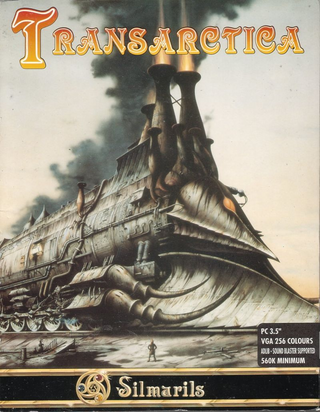 TRANSARCTICA
PC 3.5"
VGA 256 COLOURS
ADLIB - SOUND BLASTER SUPPORTED
560K MINIMUM
Silmarils